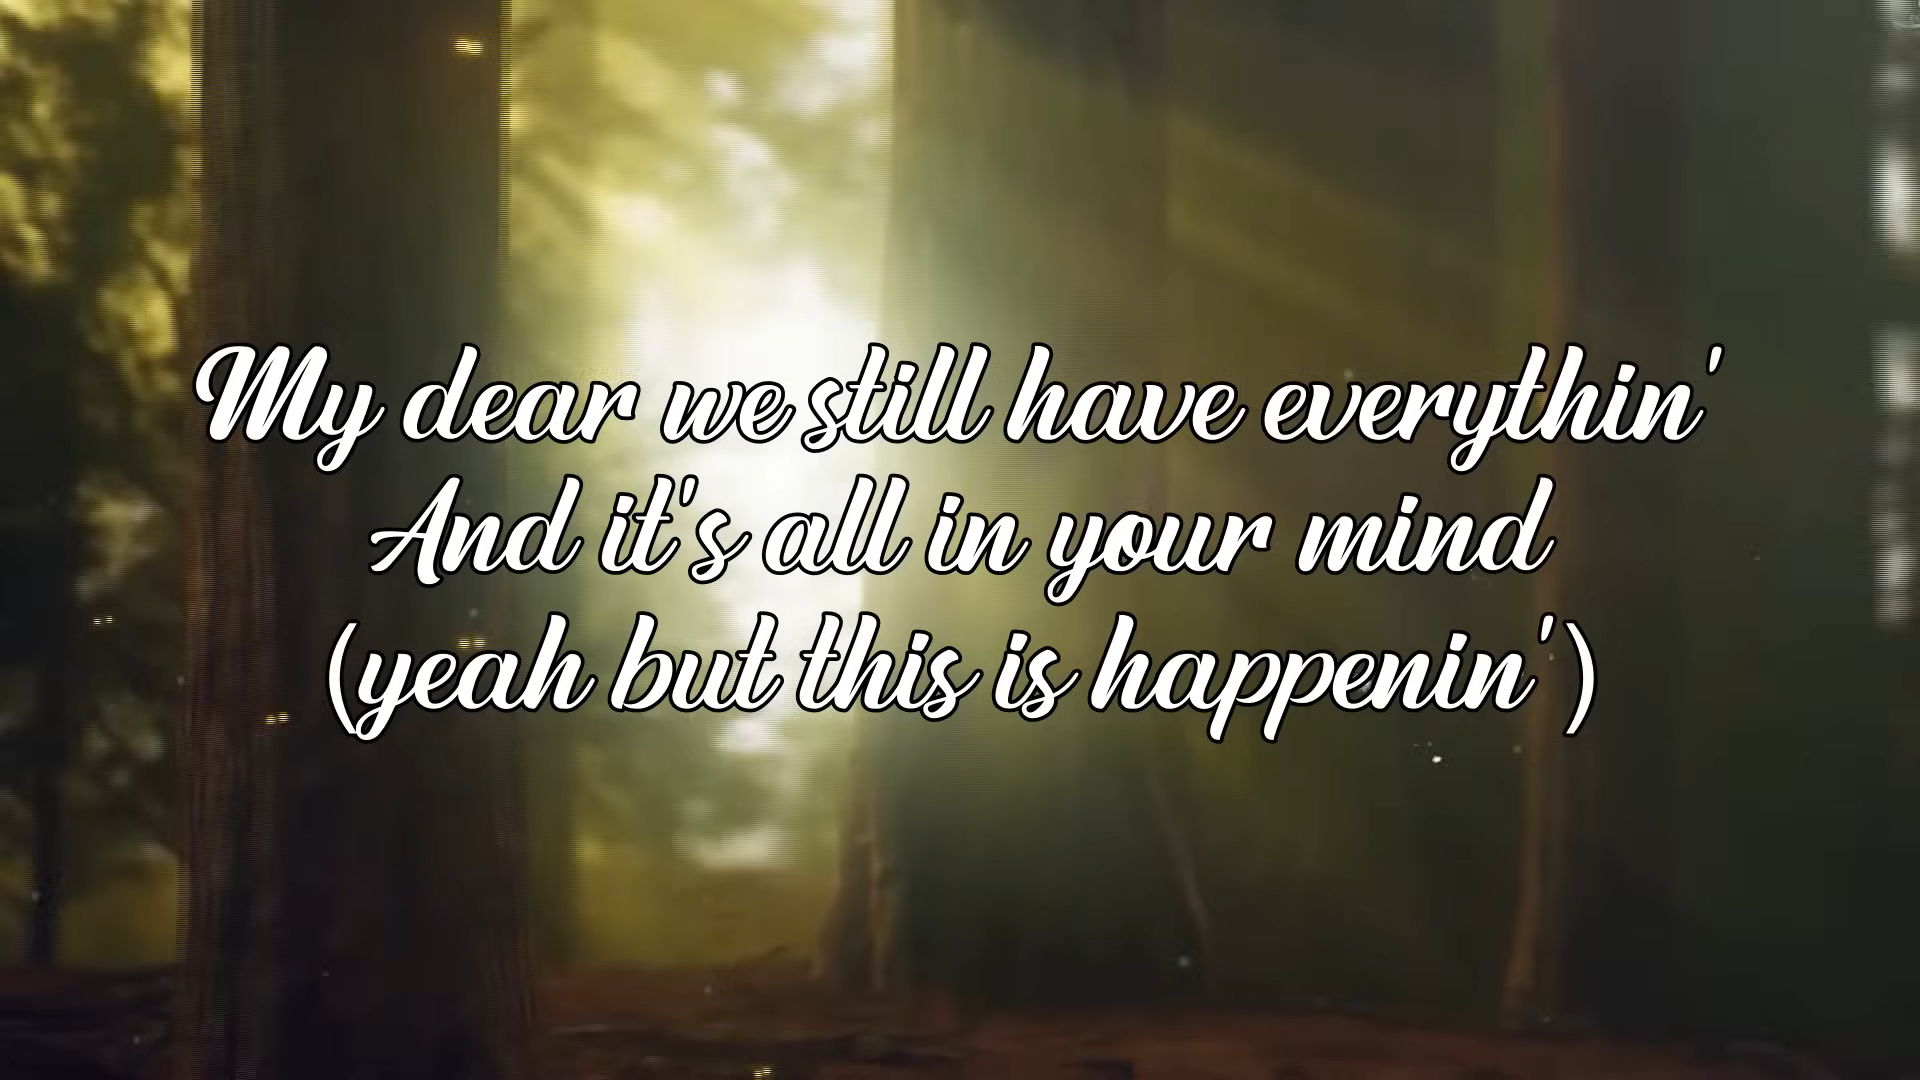 My dear we still have everythin'
And it's all in your mind
(yeah but this is happenin')